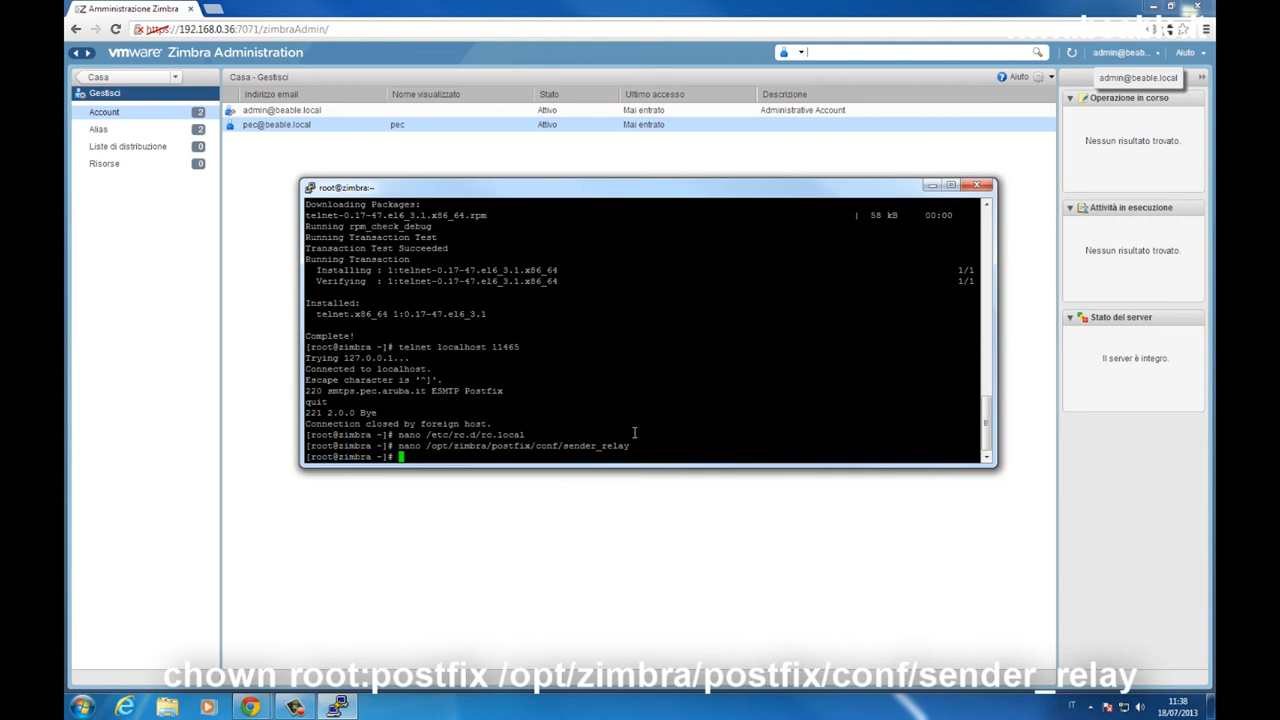 Amministrazione Zimbra
https://192.168.0.36:7071/zimbraAdmin/
vmware Zimbra Administration
admin@beab...
Aiuto
Casa
Casa - Gestisci
Aiuto
admin@beable.local
Gestisci
Indirizzo email
Nome visualizzato
Stato
Ultimo accesso
Descrizione
Operazione in corso
Account 2
admin@beable.local
Attivo
Mai entrato
Administrative Account
pec@beable.local
pec
Attivo
Mai entrato
Alias 2
Nessun risultato trovato.
Liste di distribuzione 0
Risorse 0
root@zimbra:~
Downloading Packages:
telnet-0.17-47.el6_3.1.x86_64.rpm | 58 kB 00:00
Running rpm_check_debug
Running Transaction Test
Transaction Test Succeeded
Running Transaction
Installing : 1:telnet-0.17-47.el6_3.1.x86_64 1/1
Verifying : 1:telnet-0.17-47.el6_3.1.x86_64 1/1
Installed:
telnet.x86_64 1:0.17-47.el6_3.1
Complete!
[root@zimbra ~]# telnet localhost 11465
Trying 127.0.0.1...
Connected to localhost.
Escape character is '^]'.
220 smtps.pec.aruba.it ESMTP Postfix
quit
221 2.0.0 Bye
Connection closed by foreign host.
[root@zimbra ~]# nano /etc/rc.d/rc.local
[root@zimbra ~]# nano /opt/zimbra/postfix/conf/sender_relay
[root@zimbra ~]#
Attività in esecuzione
Nessun risultato trovato.
Stato del server
Il server è integro.
chown root:postfix /opt/zimbra/postfix/conf/sender_relay
IT
11:38
18/07/2013